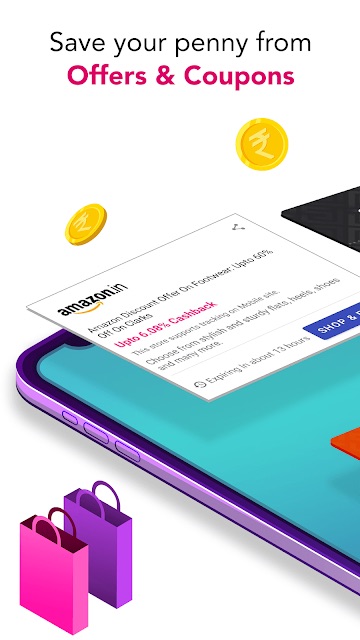 Save your penny from
Offers & Coupons
amazon.in
Amazon Discount Offer On Footwear: Upto 60%
Off On Clarks
Upto 6.08% Cashback
This store supports tracking on Mobile site.
Choose from stylish and sturdy flats, heels, shoes
and many more.
Expiring in about 13 hours
SHOP &